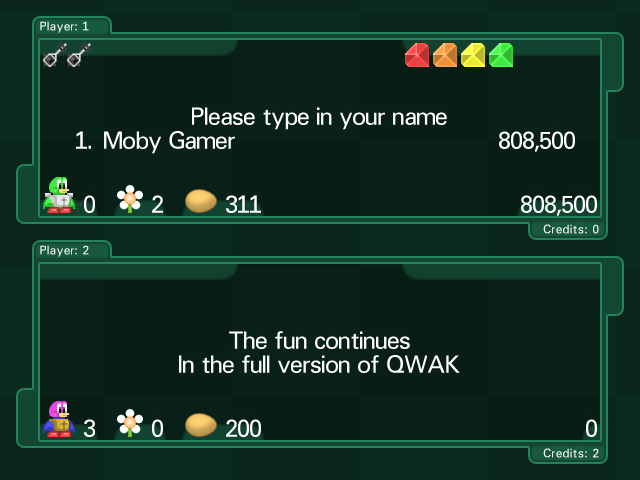 Player: 1
Please type in your name
1. Moby Gamer 808,500
0 2 311 808,500
Credits: 0
Player: 2
The fun continues
In the full version of QWAK
3 0 200 0
Credits: 2